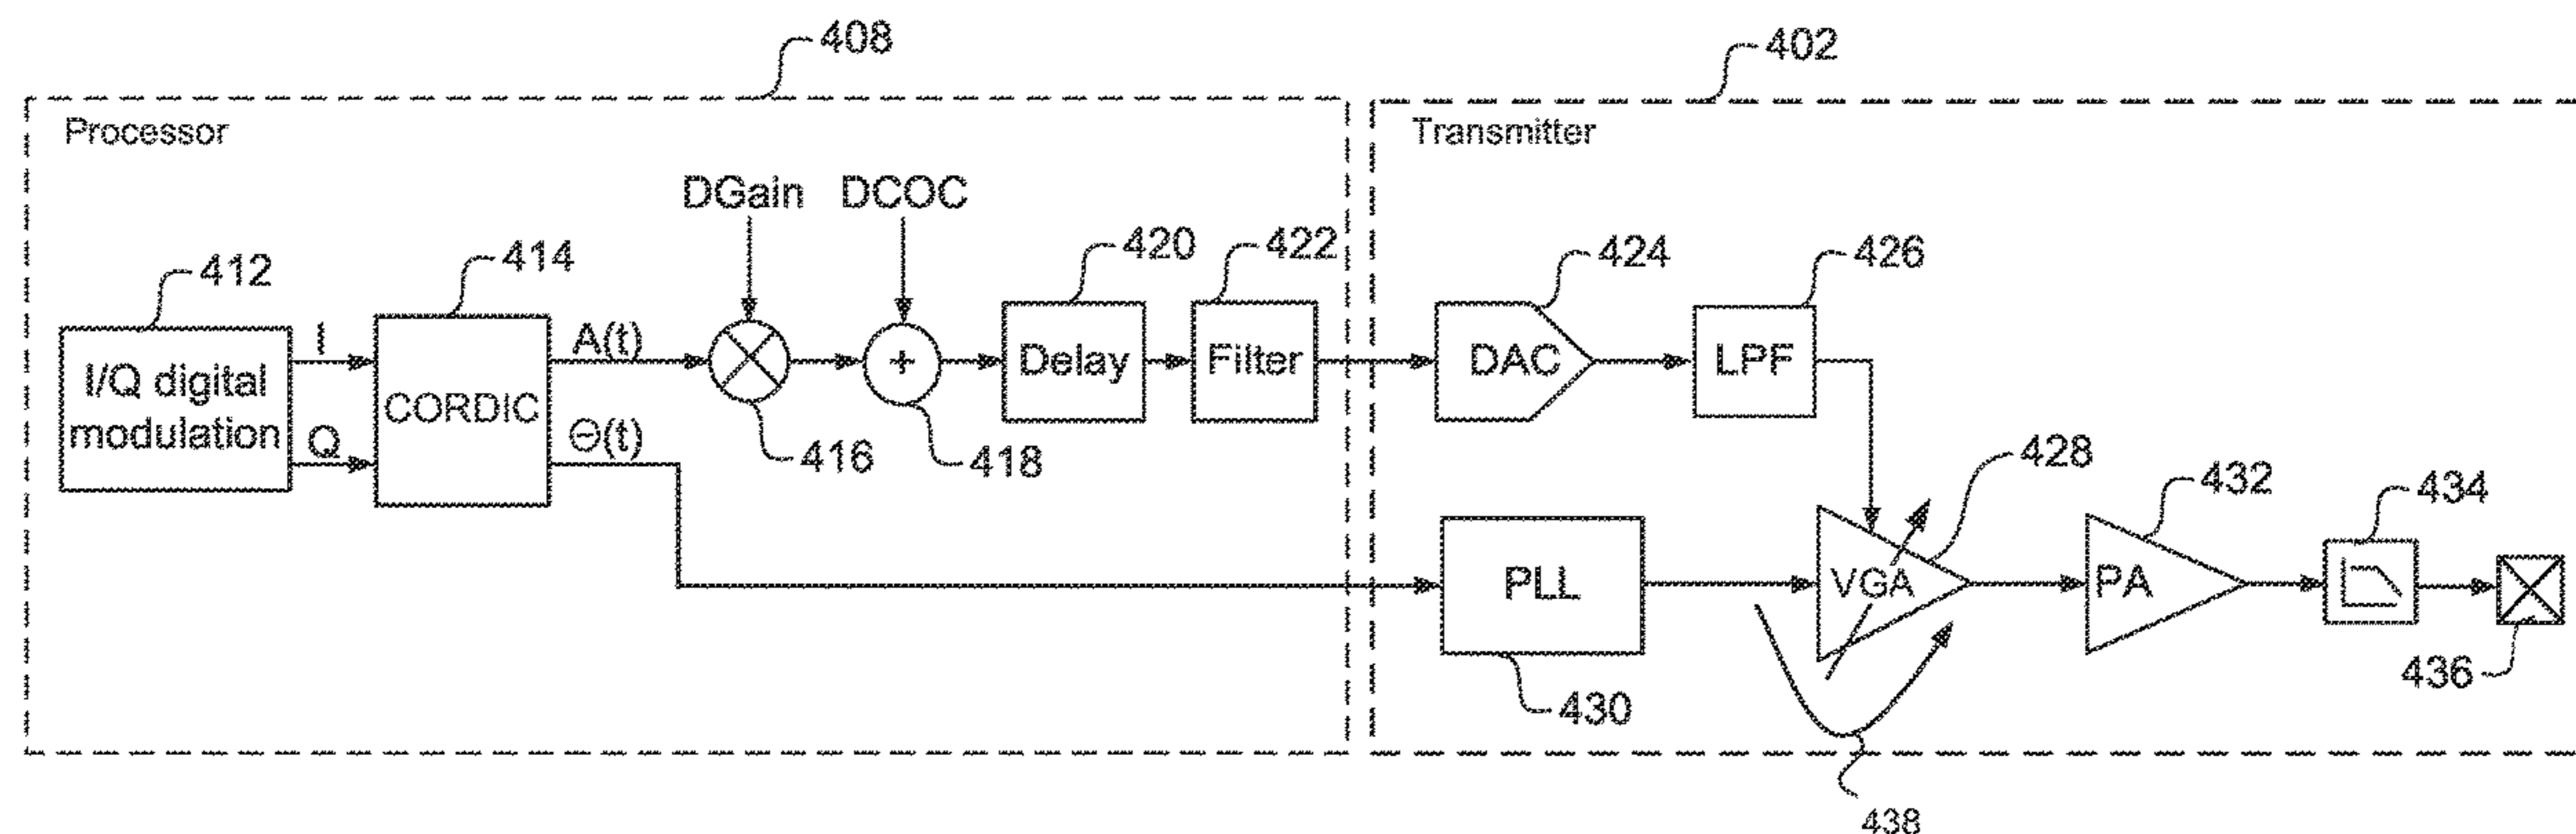 408
402
Processor
Transmitter
DGain
DCOC
412
414
420
422
424
426
I
A(t)
I/Q digital
modulation
CORDIC
+
Delay
Filter
DAC
LPF
Q
Θ(t)
416
418
428
432
434
PLL
VGA
PA
430
436
438